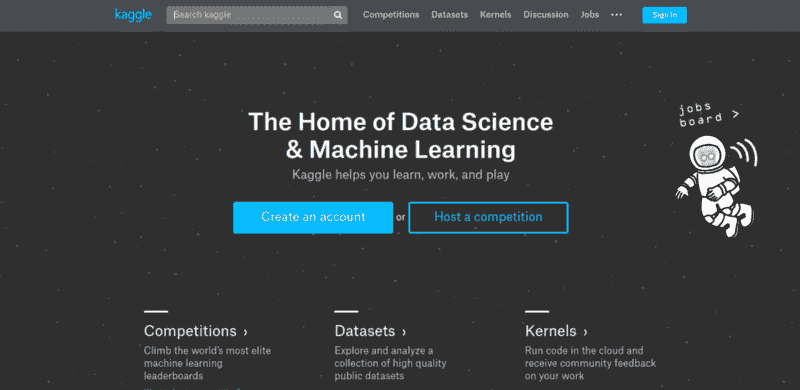 kaggle
Search kaggle
Competitions Datasets Kernels Discussion Jobs •••
Sign In
jobs
board >
The Home of Data Science
& Machine Learning
Kaggle helps you learn, work, and play
Create an account or Host a competition
Competitions ›
Climb the world's most elite
machine learning
leaderboards
Datasets ›
Explore and analyze a
collection of high quality
public datasets
Kernels ›
Run code in the cloud and
receive community feedback
on your work